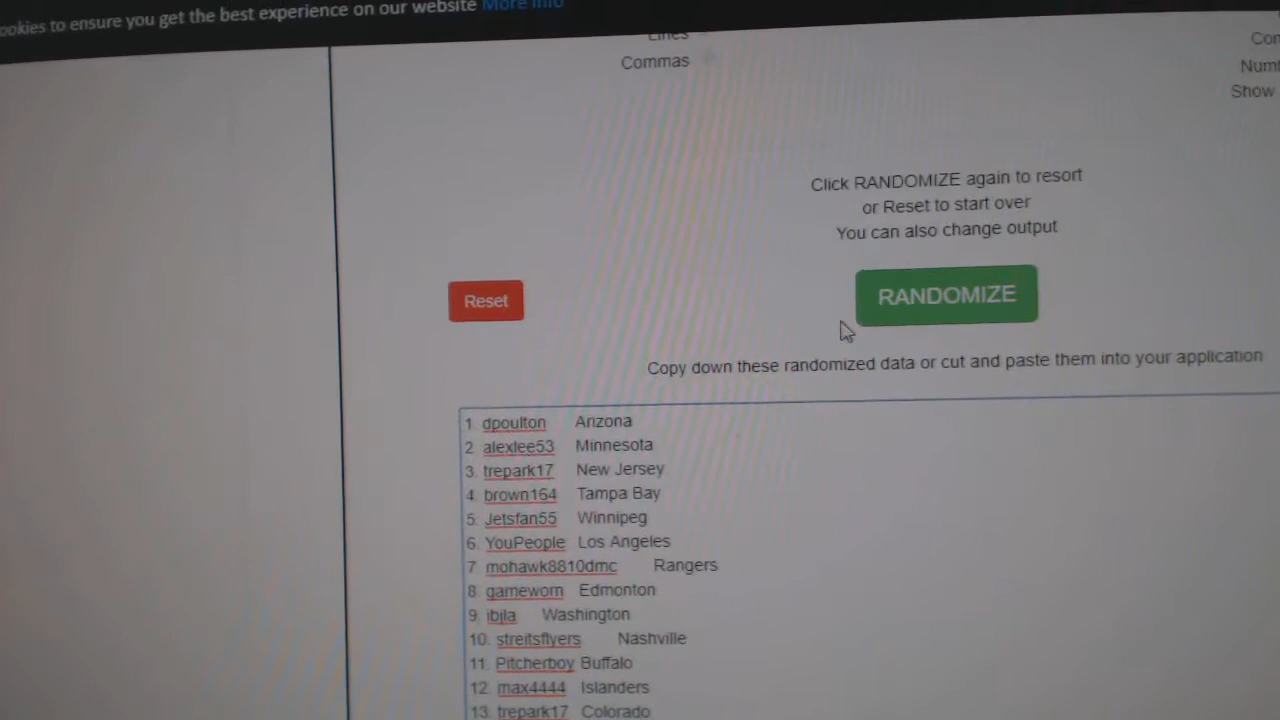 ookies to ensure you get the best experience on our website More info
Lines
Commas
Show
Click RANDOMIZE again to resort
or Reset to start over
You can also change output
Reset
RANDOMIZE
Copy down these randomized data or cut and paste them into your application
1. dpoulton Arizona
2. alexlee53 Minnesota
3. trepark17 New Jersey
4. brown164 Tampa Bay
5. Jetsfan55 Winnipeg
6. YouPeople Los Angeles
7. mohawk8810dmc Rangers
8. gameworn Edmonton
9. ibjla Washington
10. streitsflyers Nashville
11. Pitcherboy Buffalo
12. max4444 Islanders
13. trepark17 Colorado